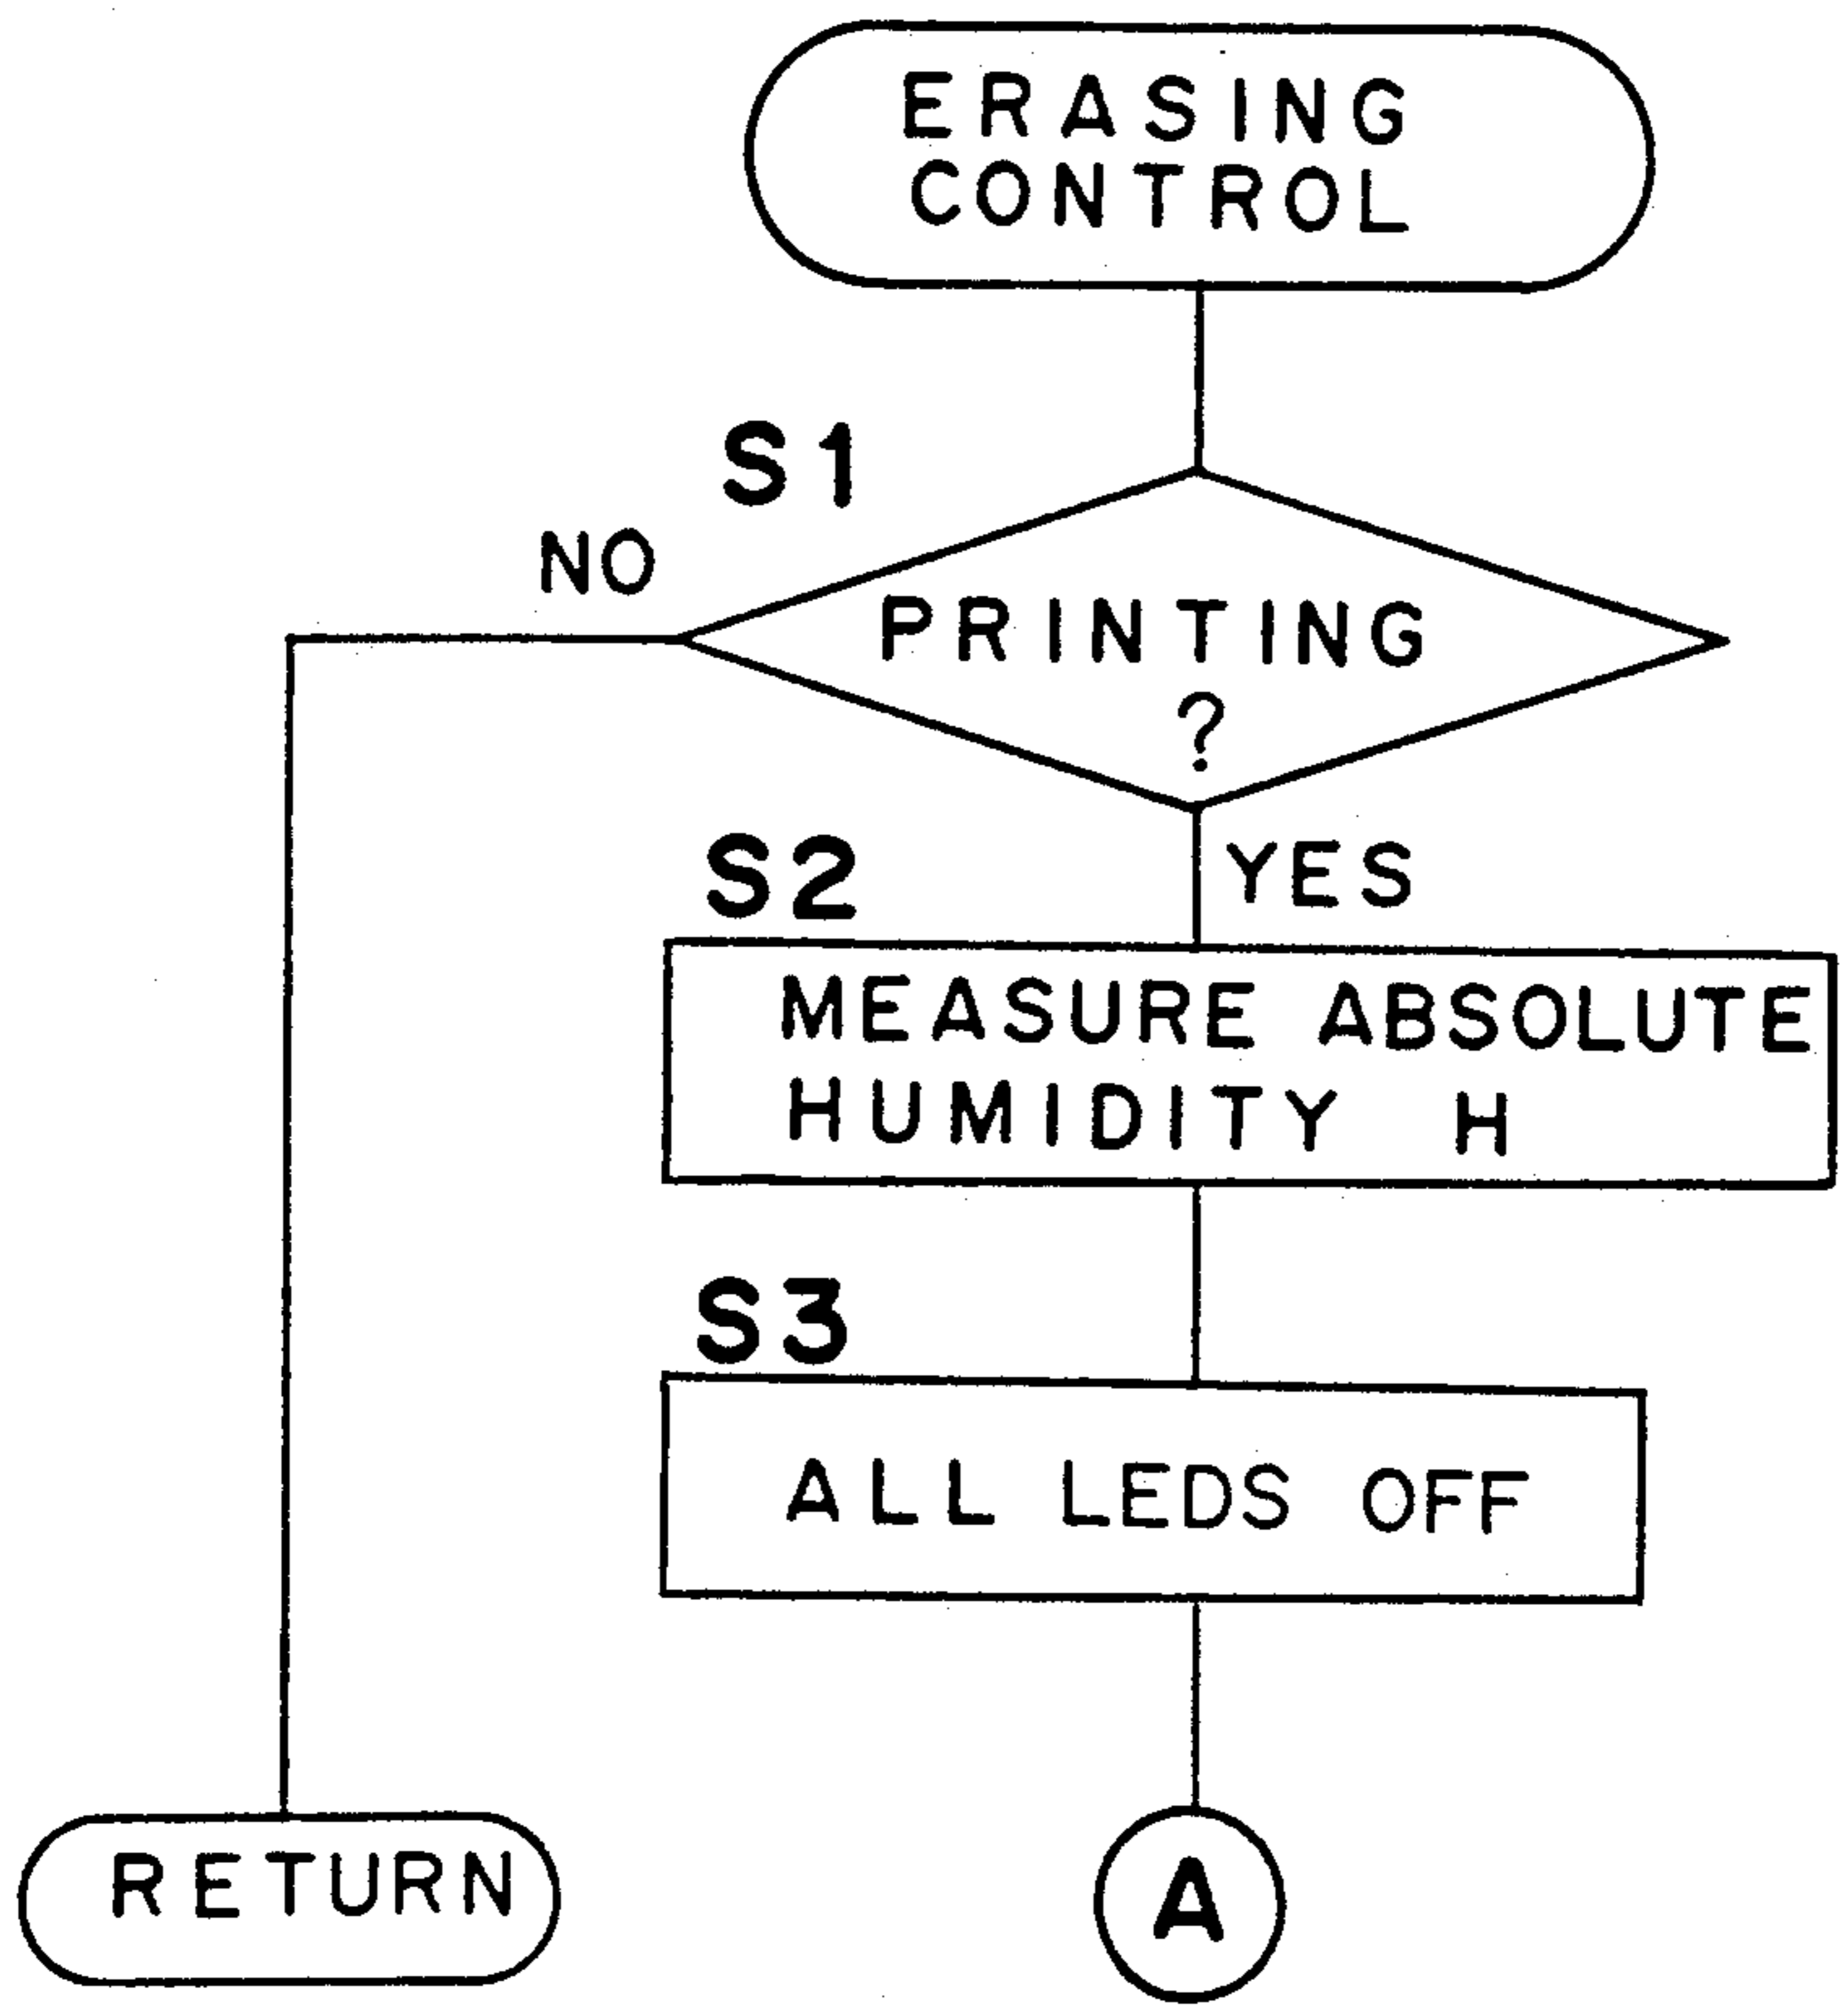 ERASING
CONTROL
S1
NO
PRINTING
?
S2
YES
MEASURE ABSOLUTE
HUMIDITY H
S3
ALL LEDS OFF
RETURN
A